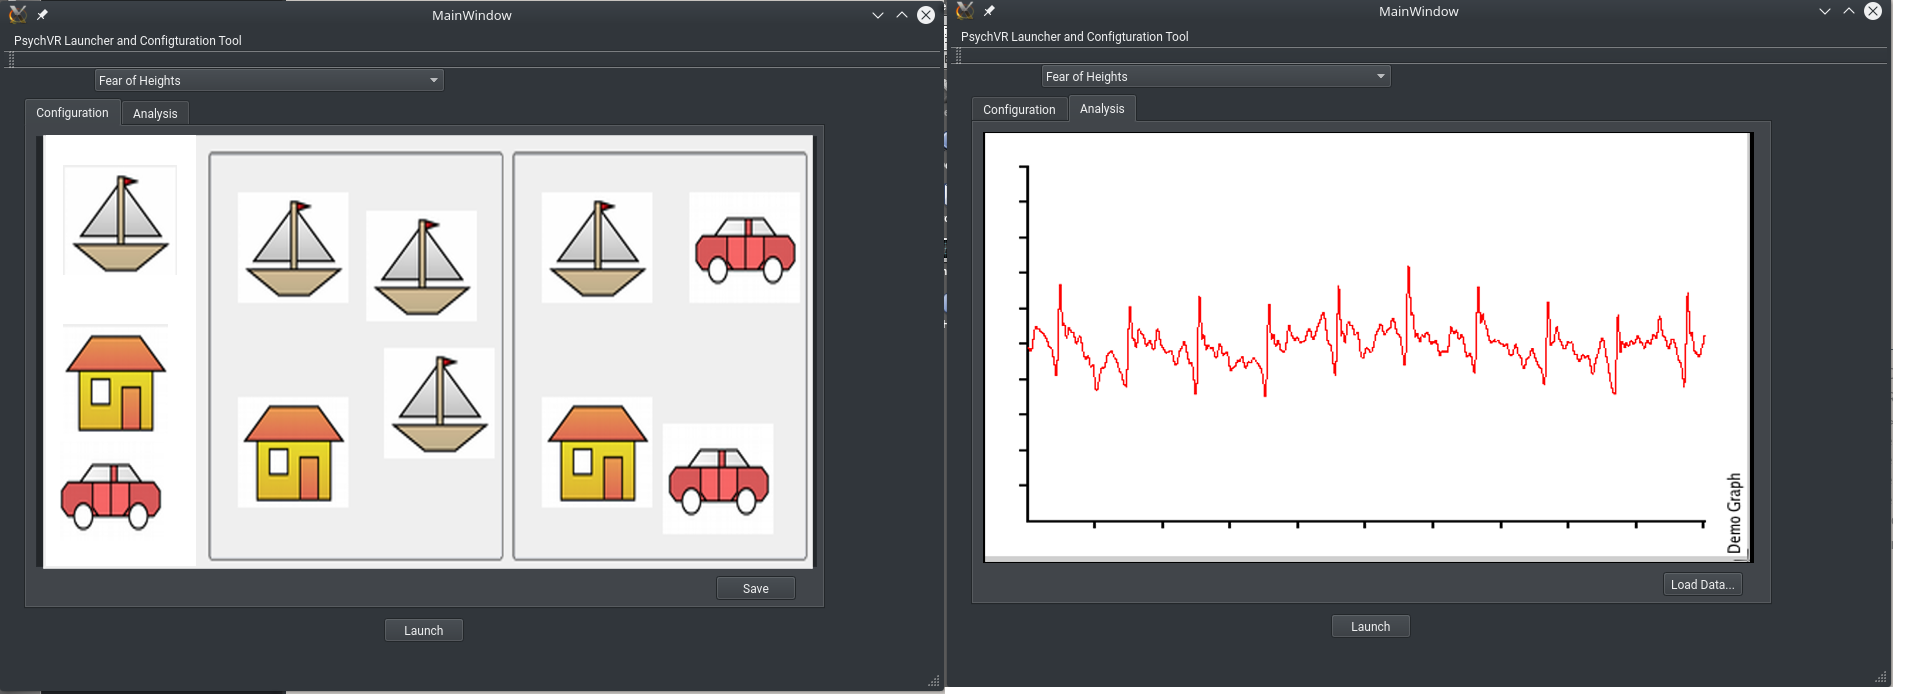 MainWindow
PsychVR Launcher and Configturation Tool
Fear of Heights
Configuration Analysis
Save
Launch
MainWindow
PsychVR Launcher and Configturation Tool
Fear of Heights
Configuration Analysis
Demo Graph
Load Data...
Launch